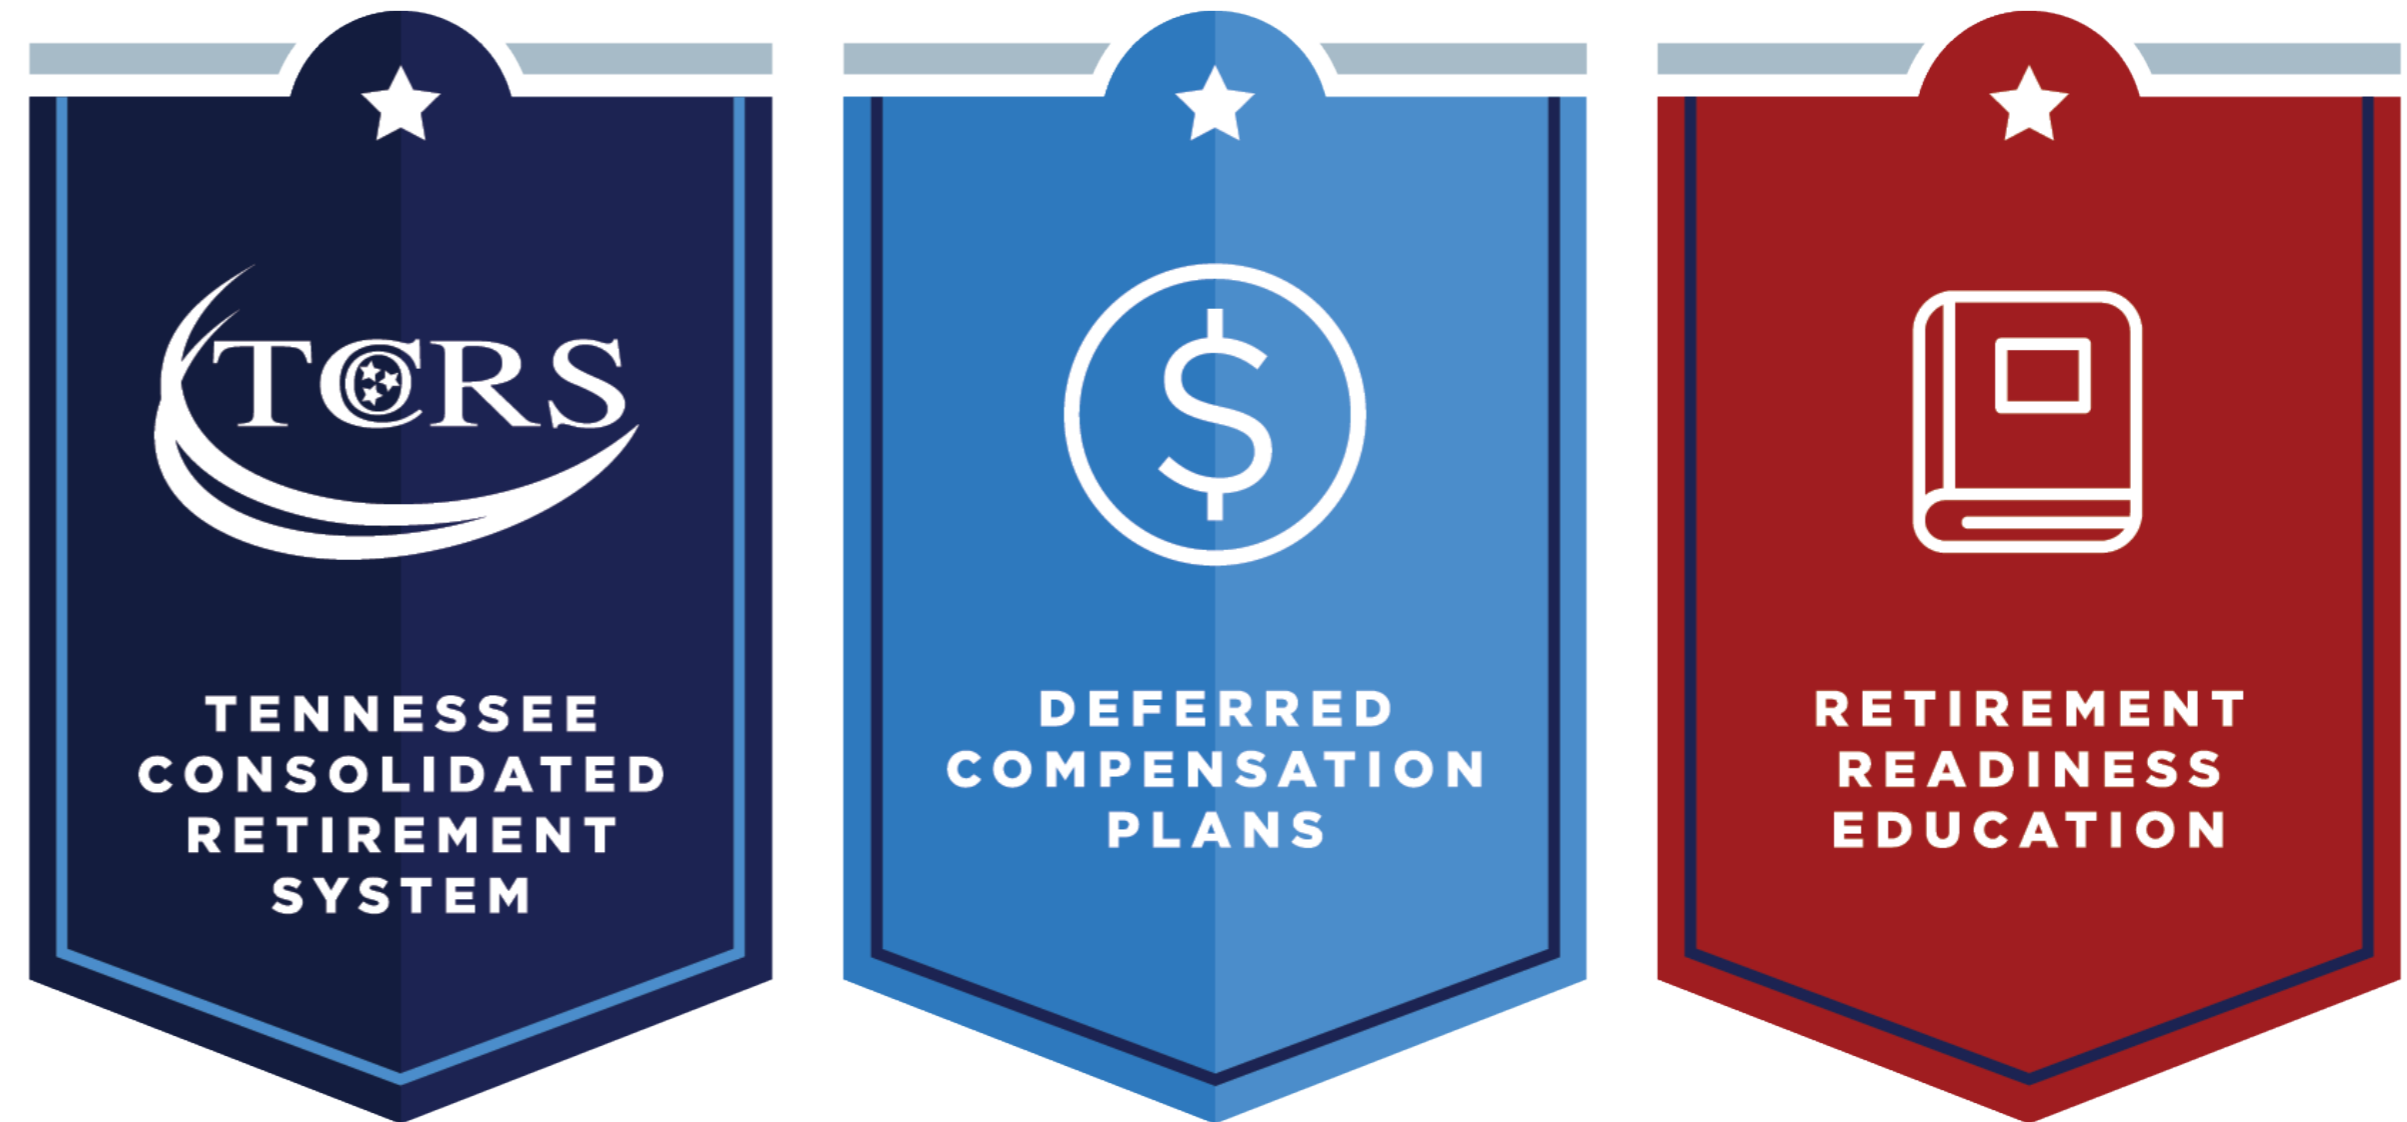 TCRS
TENNESSEE
CONSOLIDATED
RETIREMENT
SYSTEM
$
DEFERRED
COMPENSATION
PLANS
RETIREMENT
READINESS
EDUCATION